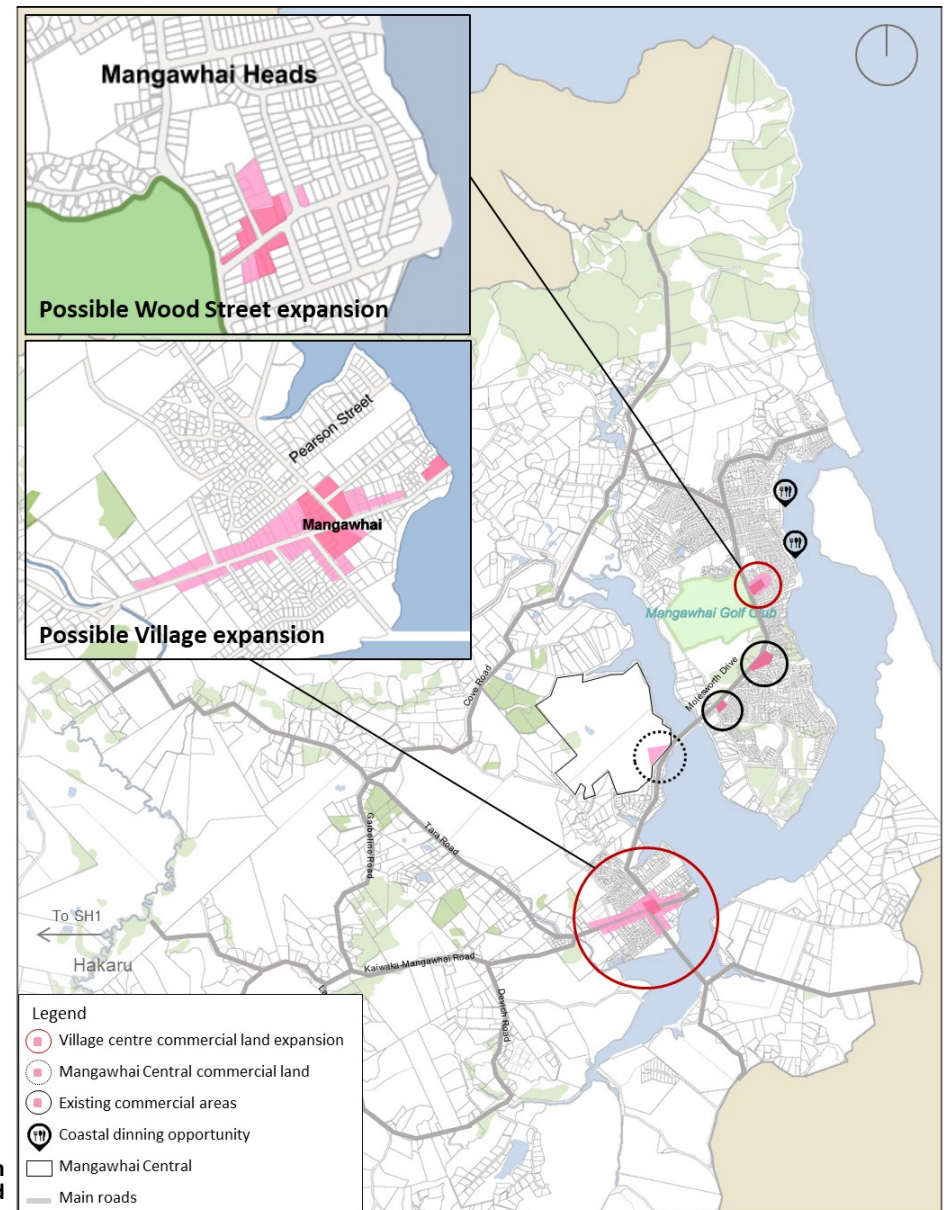 Mangawhai Heads
Possible Wood Street expansion
Pearson Street
Mangawhai
Possible Village expansion
Mangawhai Golf Club
Molesworth Drive
Cove Road
Tara Road
Garbolino Road
To SH1
Hakaru
Kaiwaka-Mangawhai Road
Devich Road
Legend
Village centre commercial land expansion
Mangawhai Central commercial land
Existing commercial areas
Coastal dinning opportunity
Mangawhai Central
Main roads